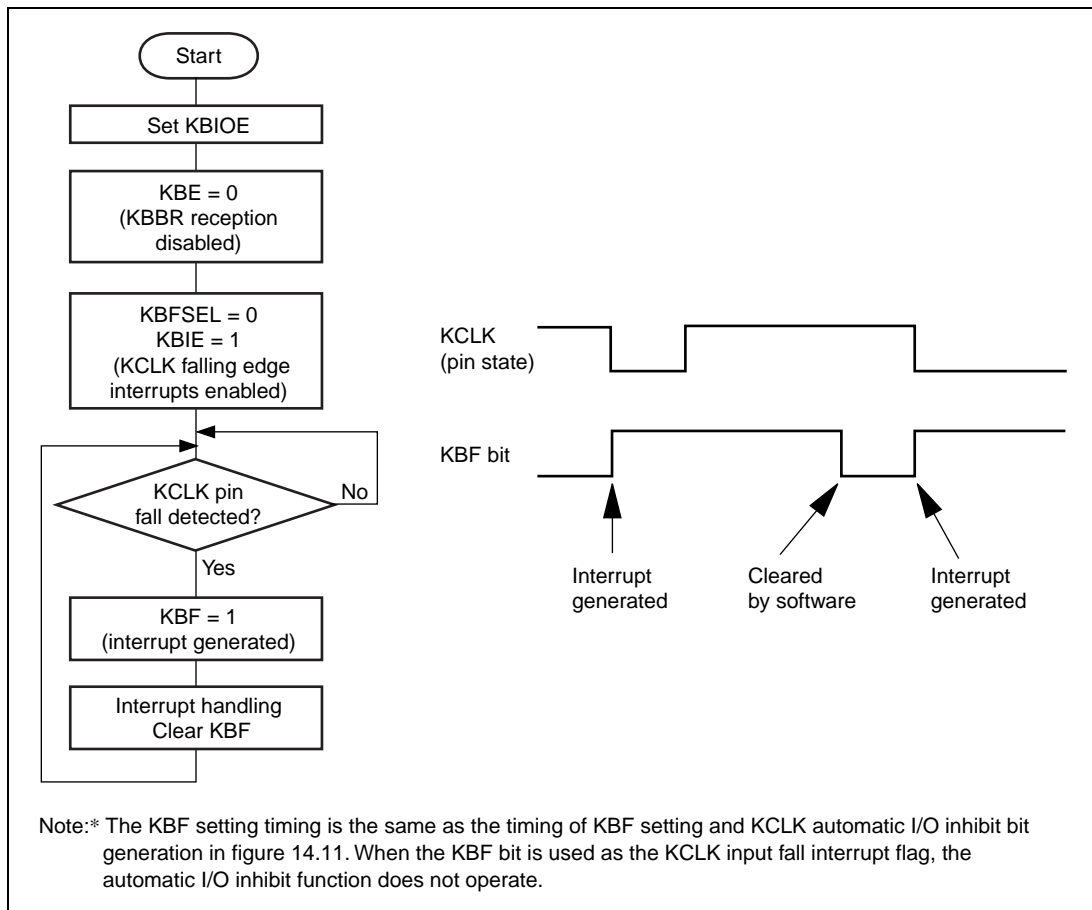 Start
Set KBIOE
KBE = 0
(KBBR reception
disabled)
KBFSEL = 0
KBIE = 1
(KCLK falling edge
interrupts enabled)
KCLK pin
fall detected?
No
Yes
KBF = 1
(interrupt generated)
Interrupt handling
Clear KBF
KCLK
(pin state)
KBF bit
Interrupt
generated
Cleared
by software
Interrupt
generated
Note:* The KBF setting timing is the same as the timing of KBF setting and KCLK automatic I/O inhibit bit
generation in figure 14.11. When the KBF bit is used as the KCLK input fall interrupt flag, the
automatic I/O inhibit function does not operate.